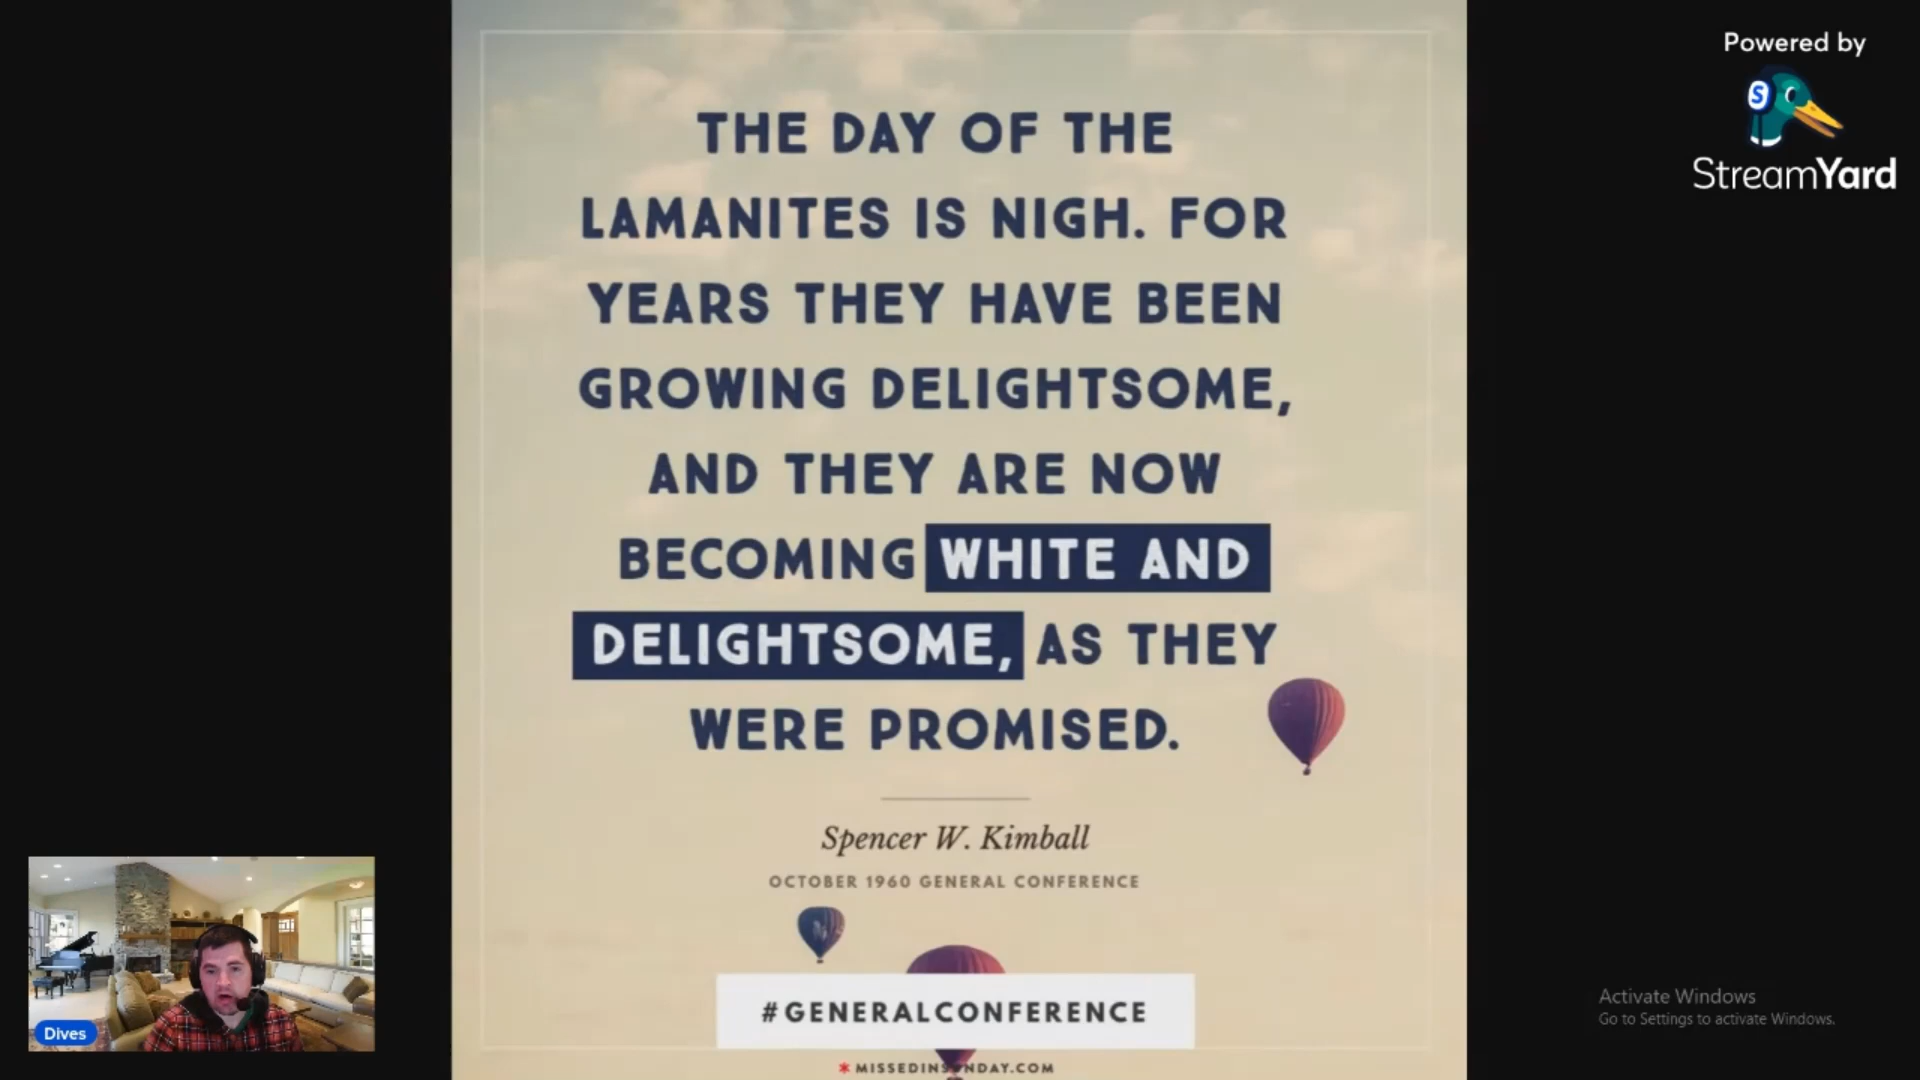 Powered by
StreamYard
THE DAY OF THE
LAMANITES IS NIGH. FOR
YEARS THEY HAVE BEEN
GROWING DELIGHTSOME,
AND THEY ARE NOW
BECOMING WHITE AND
DELIGHTSOME, AS THEY
WERE PROMISED.
Spencer W. Kimball
OCTOBER 1960 GENERAL CONFERENCE
#GENERALCONFERENCE
Dives
Activate Windows
Go to Settings to activate Windows.